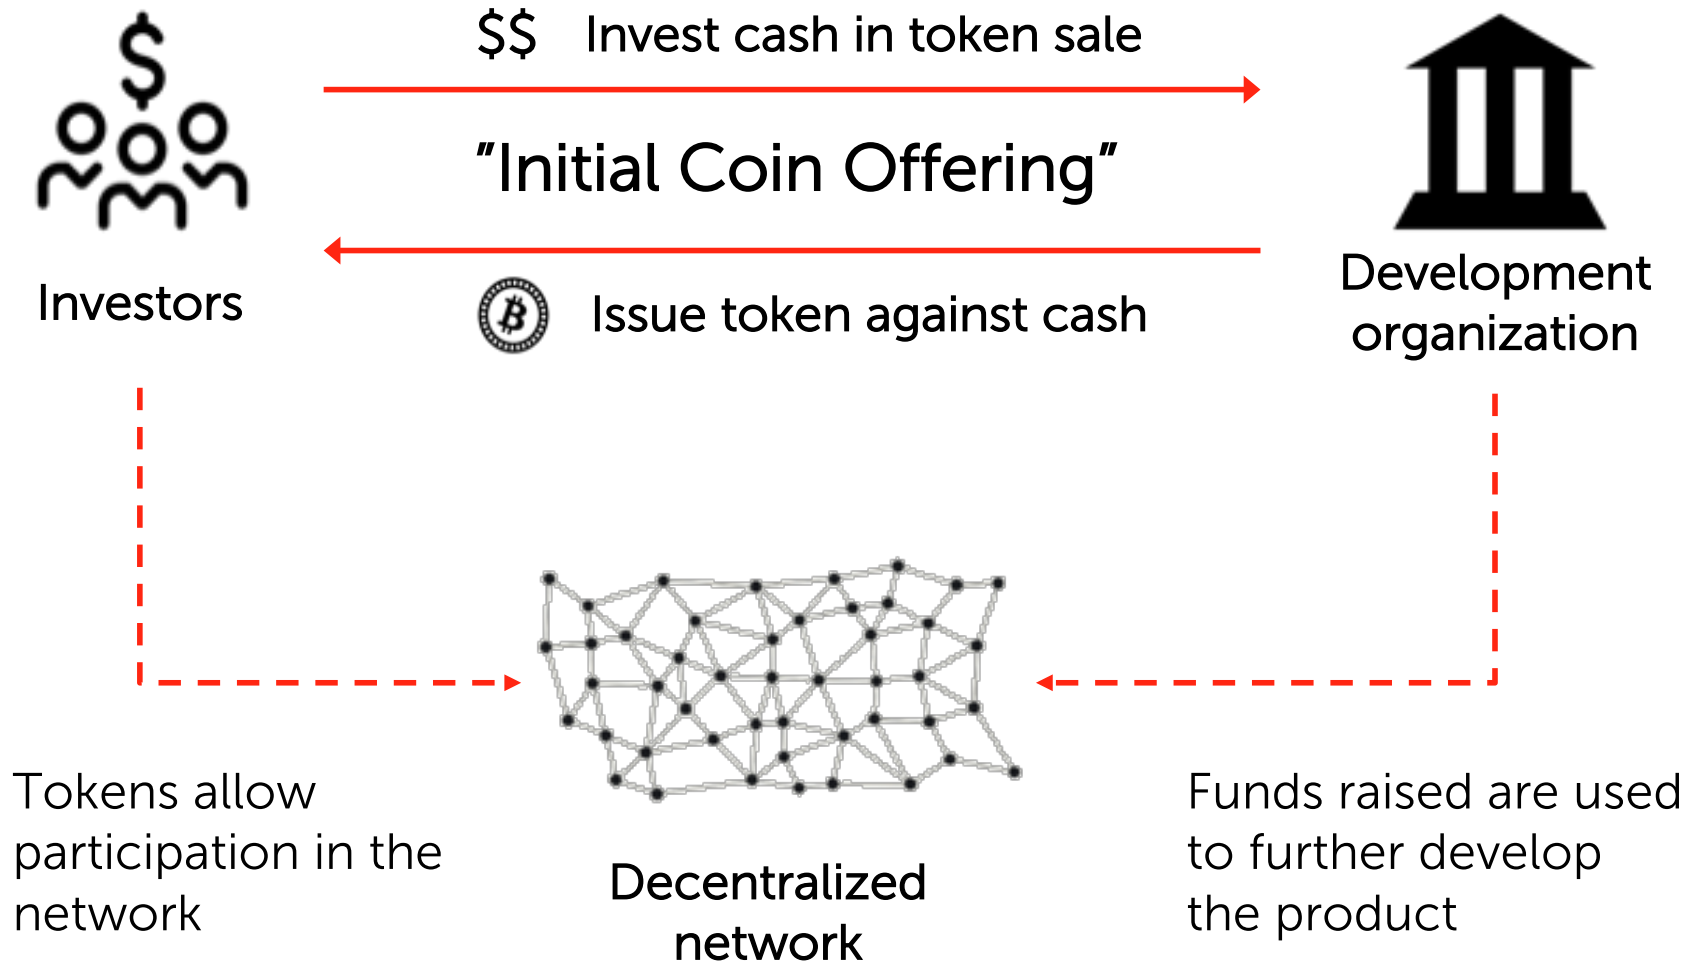 $
$$ Invest cash in token sale
"Initial Coin Offering"
Investors
₿ Issue token against cash
Development
organization
Tokens allow
participation in the
network
Decentralized
network
Funds raised are used
to further develop
the product